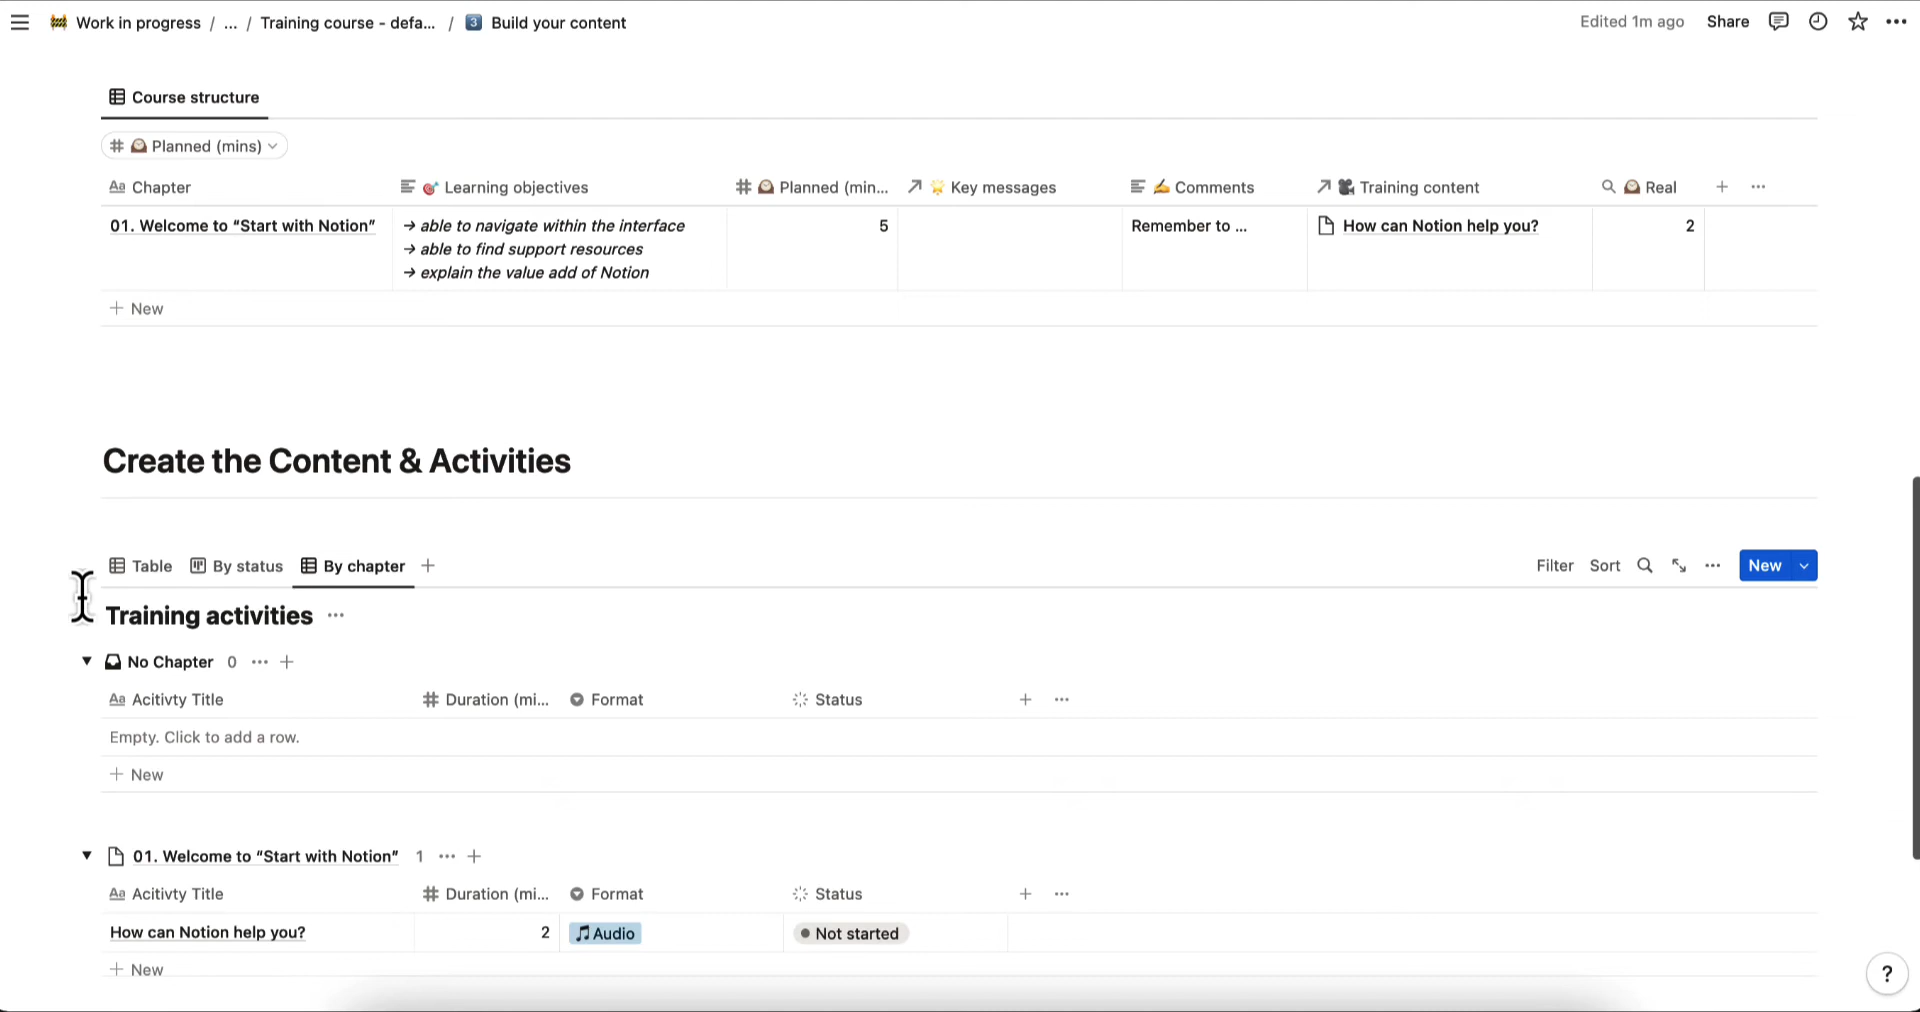 Work in progress / ... / Training course - defa... / 3 Build your content
Edited 1m ago Share
Course structure
Planned (mins)
Aa Chapter Learning objectives # Planned (min... Key messages Comments Training content Real
01. Welcome to “Start with Notion” → able to navigate within the interface 5 Remember to ... How can Notion help you? 2
→ able to find support resources
→ explain the value add of Notion
+ New
Create the Content & Activities
Table By status By chapter +
Filter Sort New
Training activities ...
No Chapter 0 ... +
Aa Acitivty Title # Duration (mi... Format Status + ...
Empty. Click to add a row.
+ New
01. Welcome to “Start with Notion” 1 ... +
Aa Acitivty Title # Duration (mi... Format Status + ...
How can Notion help you? 2 Audio Not started
+ New
?